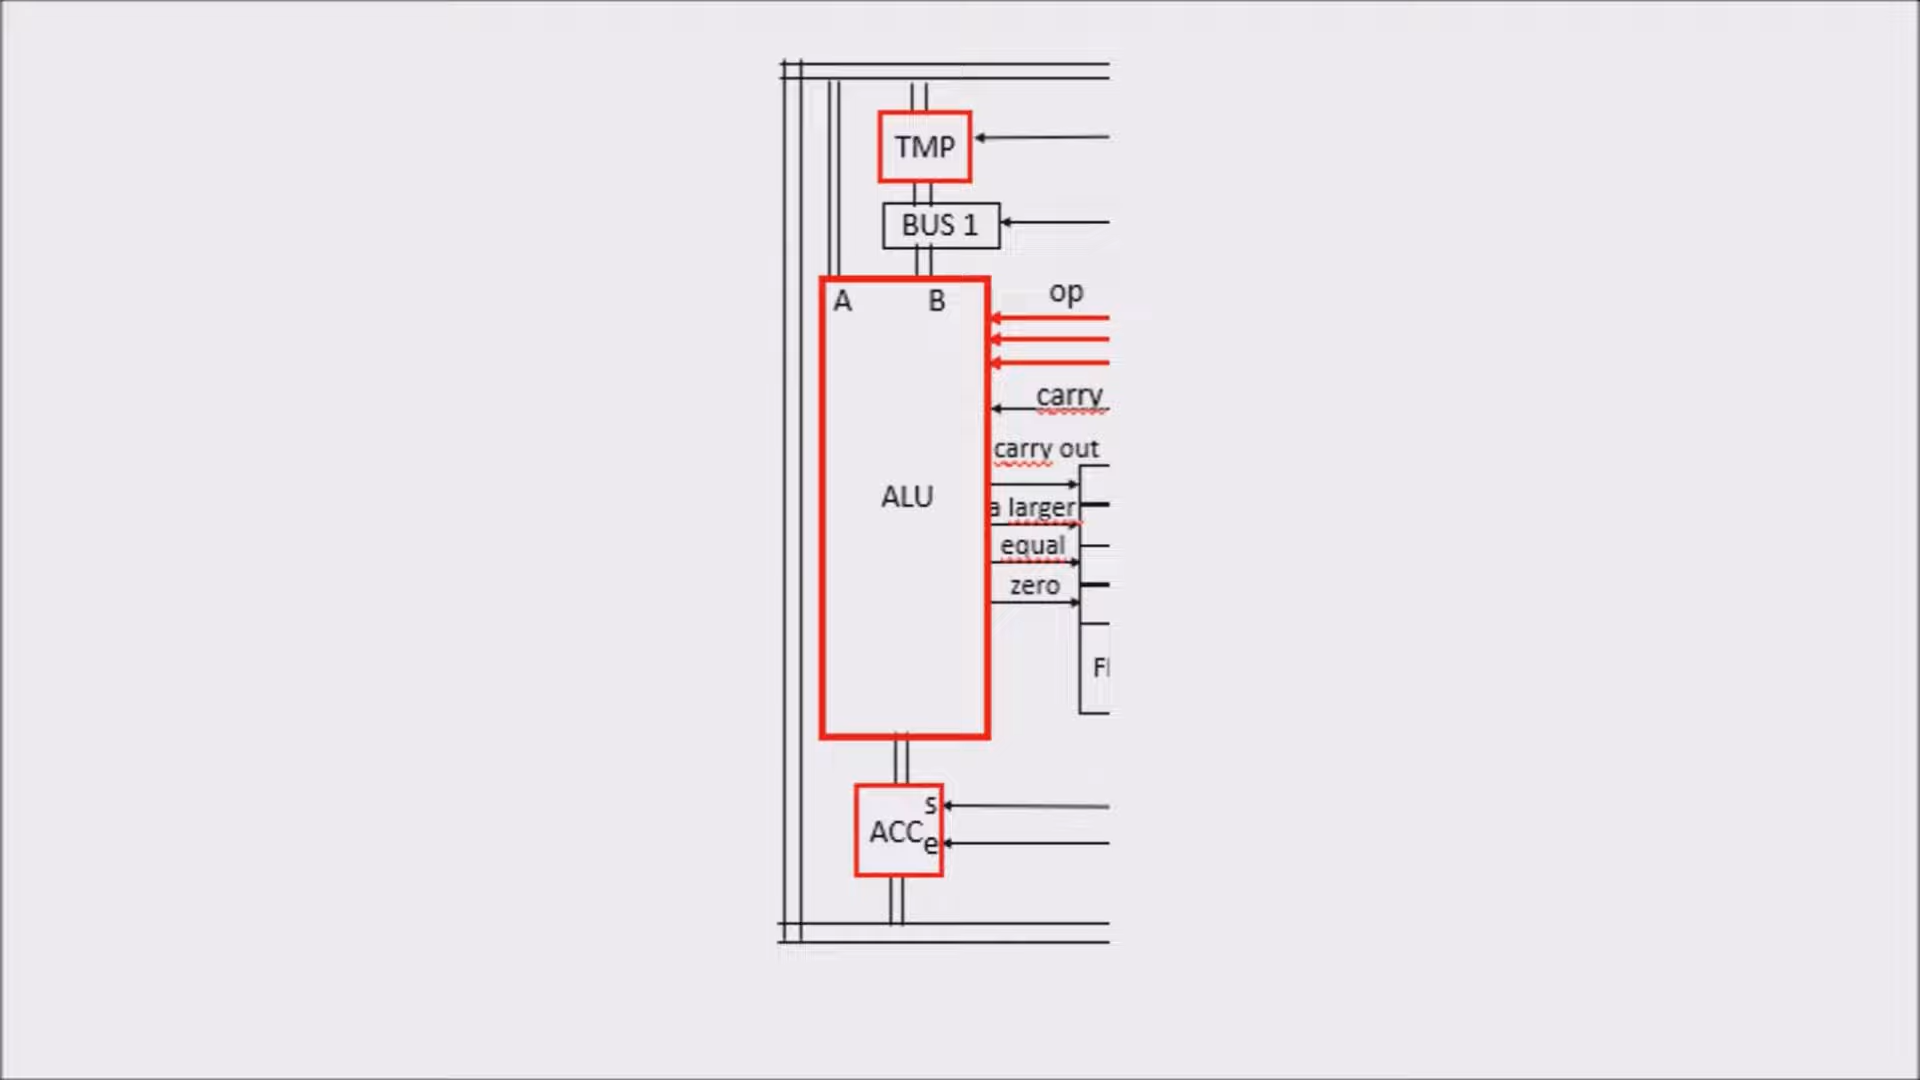 TMP
BUS 1
A B
op
carry
carry out
ALU
a larger
equal
zero
s
ACC
e